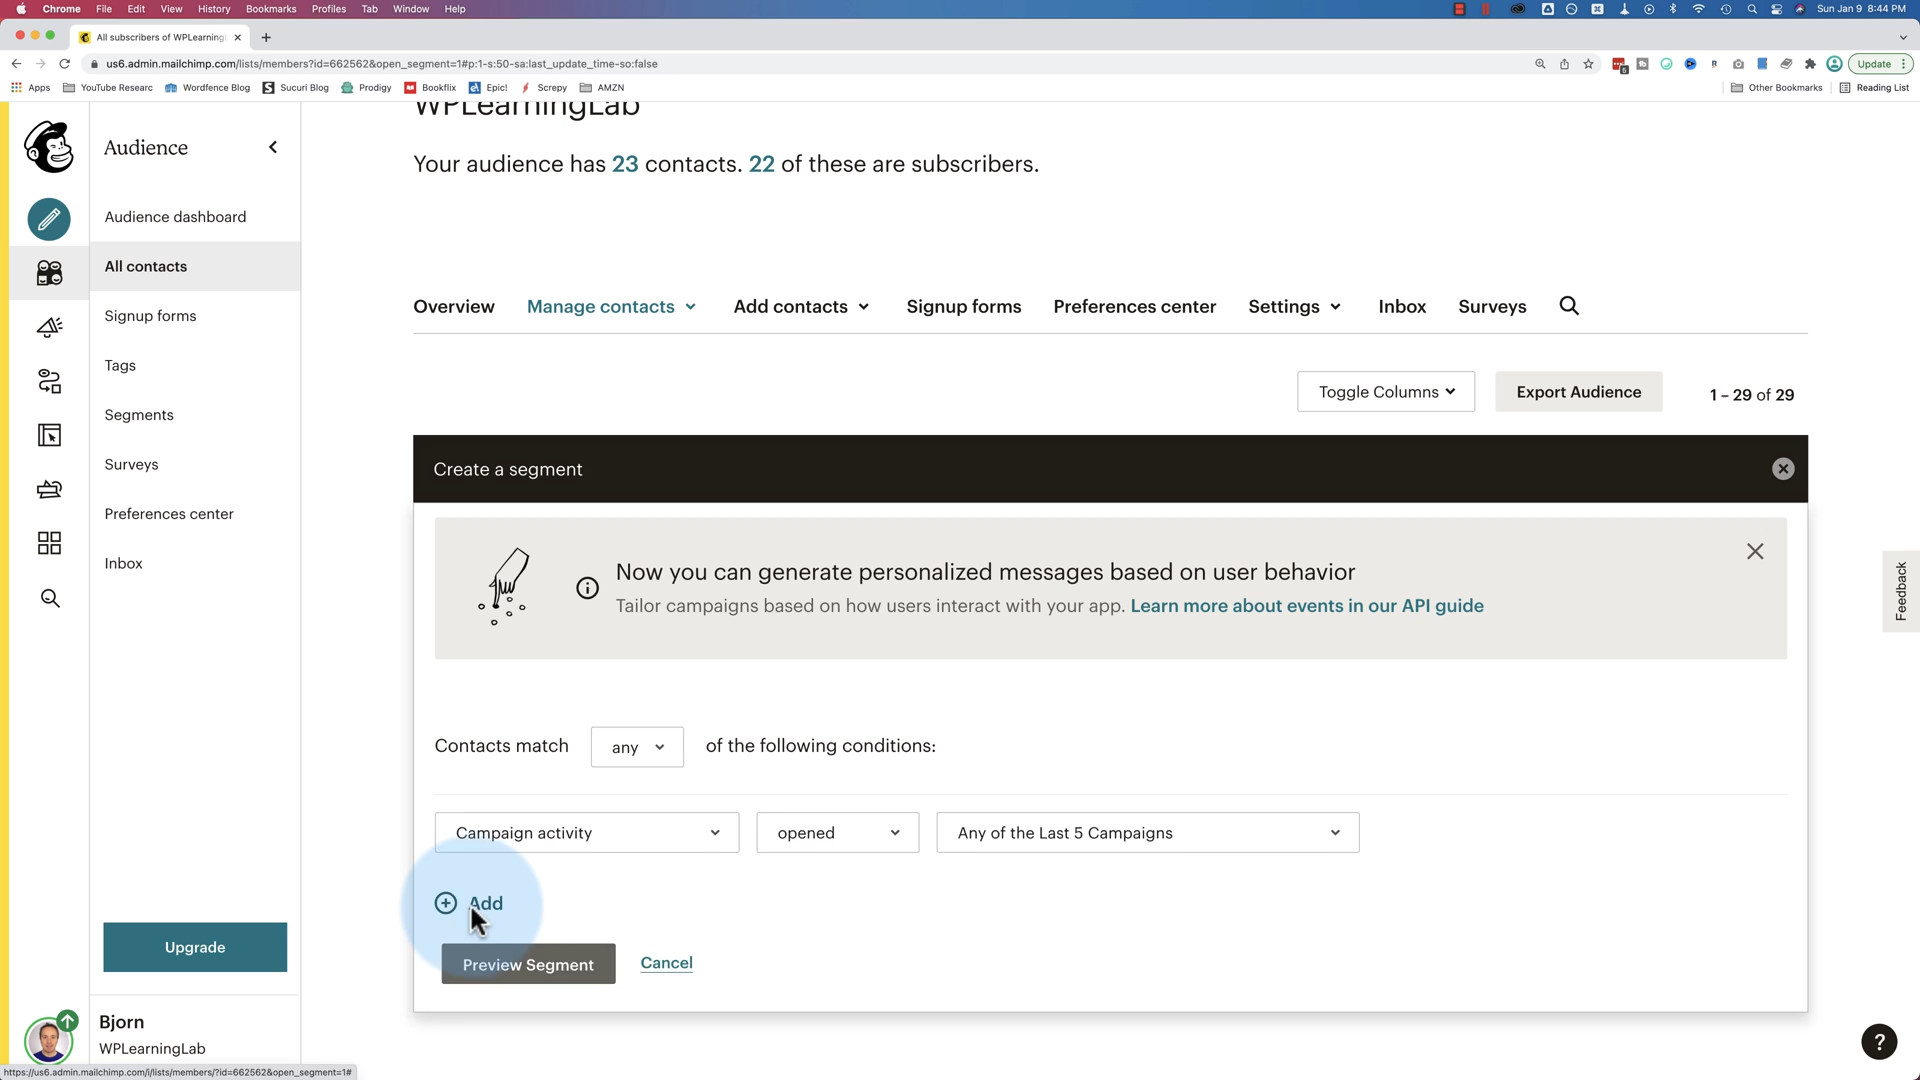 Chrome File Edit View History Bookmarks Profiles Tab Window Help Sun Jan 9 8:44 PM
All subscribers of WPLearning
us6.admin.mailchimp.com/lists/members?id=662562&open_segment=1#p:1-s:50-sa:last_update_time-so:false Update
Apps YouTube Researc Wordfence Blog Sucuri Blog Prodigy Bookflix Epic! Screpy AMZN Other Bookmarks Reading List
WPLearningLab
Audience
Your audience has 23 contacts. 22 of these are subscribers.
Audience dashboard
All contacts
Signup forms
Tags
Segments
Surveys
Preferences center
Inbox
Upgrade
Bjorn
WPLearningLab
Overview Manage contacts Add contacts Signup forms Preferences center Settings Inbox Surveys
Toggle Columns Export Audience 1 – 29 of 29
Create a segment
Now you can generate personalized messages based on user behavior
Tailor campaigns based on how users interact with your app. Learn more about events in our API guide
Contacts match any of the following conditions:
Campaign activity opened Any of the Last 5 Campaigns
Add
Preview Segment Cancel
Feedback
?
https://us6.admin.mailchimp.com/i/lists/members/?id=662562&open_segment=1#